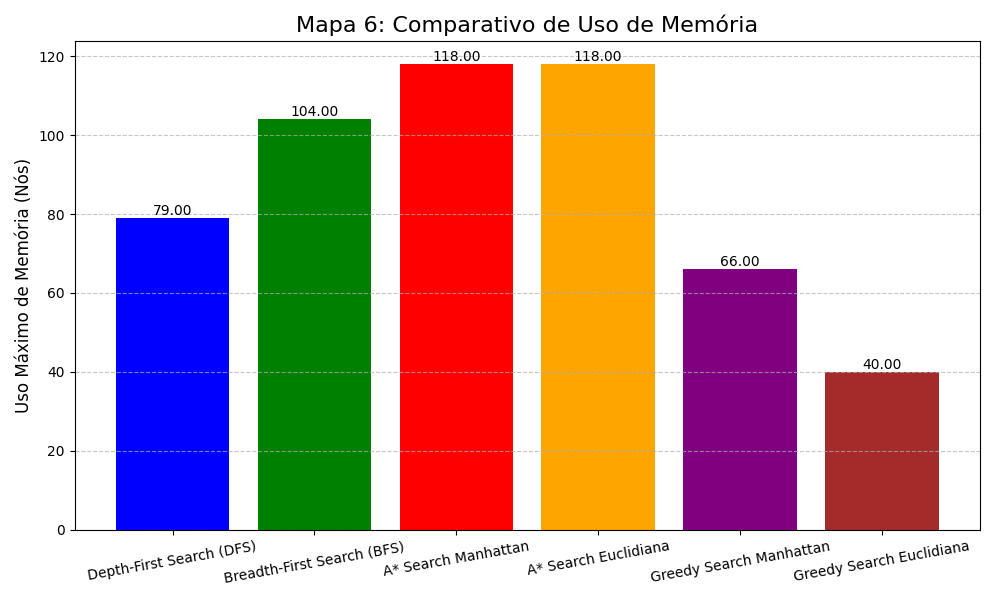 Mapa 6: Comparativo de Uso de Memória
Uso Máximo de Memória (Nós)
120
100
80
60
40
20
0
79.00
104.00
118.00
118.00
66.00
40.00
Depth-First Search (DFS)
Breadth-First Search (BFS)
A* Search Manhattan
A* Search Euclidiana
Greedy Search Manhattan
Greedy Search Euclidiana